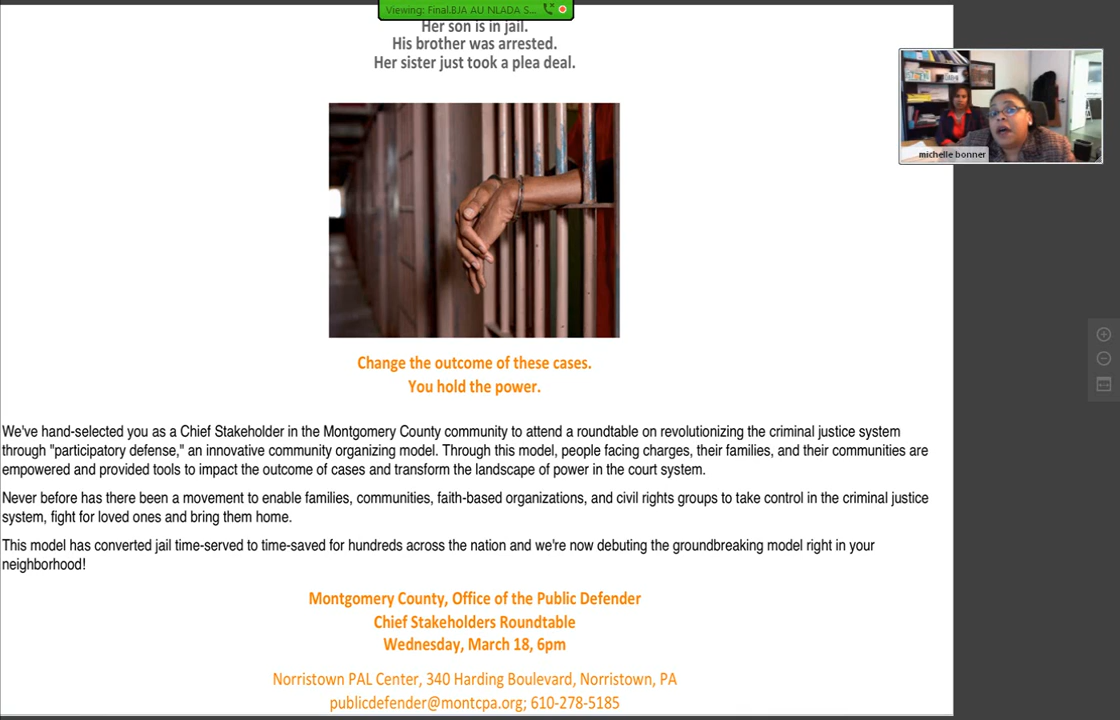 Viewing: Final.BJA AU NLADA S...
Her son is in jail.
His brother was arrested.
Her sister just took a plea deal.
michelle bonner
Change the outcome of these cases.
You hold the power.
We've hand-selected you as a Chief Stakeholder in the Montgomery County community to attend a roundtable on revolutionizing the criminal justice system
through "participatory defense," an innovative community organizing model. Through this model, people facing charges, their families, and their communities are
empowered and provided tools to impact the outcome of cases and transform the landscape of power in the court system.
Never before has there been a movement to enable families, communities, faith-based organizations, and civil rights groups to take control in the criminal justice
system, fight for loved ones and bring them home.
This model has converted jail time-served to time-saved for hundreds across the nation and we're now debuting the groundbreaking model right in your
neighborhood!
Montgomery County, Office of the Public Defender
Chief Stakeholders Roundtable
Wednesday, March 18, 6pm
Norristown PAL Center, 340 Harding Boulevard, Norristown, PA
publicdefender@montcpa.org; 610-278-5185